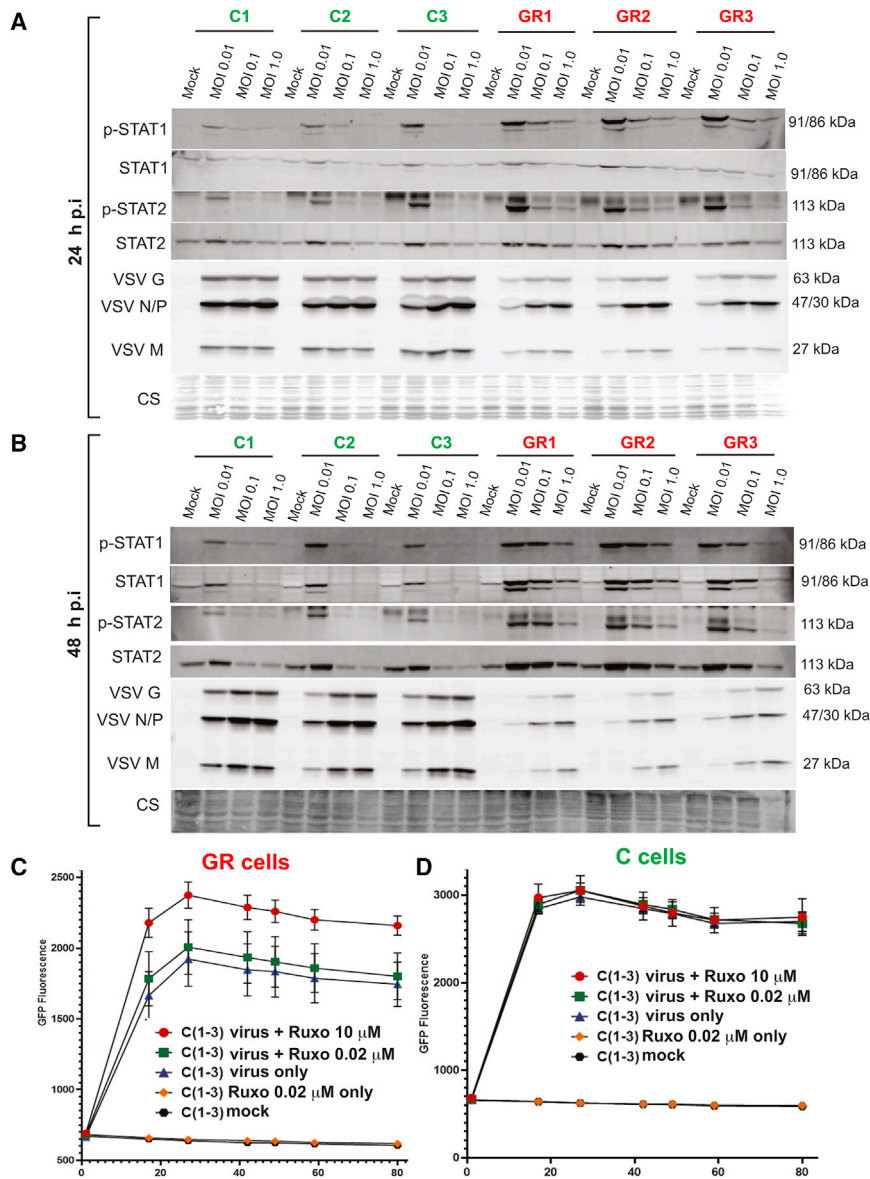 A
C1 C2 C3 GR1 GR2 GR3
Mock MOI 0.01 MOI 0.1 MOI 1.0 Mock MOI 0.01 MOI 0.1 MOI 1.0 Mock MOI 0.01 MOI 0.1 MOI 1.0 Mock MOI 0.01 MOI 0.1 MOI 1.0 Mock MOI 0.01 MOI 0.1 MOI 1.0 Mock MOI 0.01 MOI 0.1 MOI 1.0
24 h p.i
p-STAT1 91/86 kDa
STAT1 91/86 kDa
p-STAT2 113 kDa
STAT2 113 kDa
VSV G 63 kDa
VSV N/P 47/30 kDa
VSV M 27 kDa
CS
B
C1 C2 C3 GR1 GR2 GR3
Mock MOI 0.01 MOI 0.1 MOI 1.0 Mock MOI 0.01 MOI 0.1 MOI 1.0 Mock MOI 0.01 MOI 0.1 MOI 1.0 Mock MOI 0.01 MOI 0.1 MOI 1.0 Mock MOI 0.01 MOI 0.1 MOI 1.0 Mock MOI 0.01 MOI 0.1 MOI 1.0
48 h p.i
p-STAT1 91/86 kDa
STAT1 91/86 kDa
p-STAT2 113 kDa
STAT2 113 kDa
VSV G 63 kDa
VSV N/P 47/30 kDa
VSV M 27 kDa
CS
C
GR cells
GFP Fluorescence
2500
2000
1500
1000
500
0 20 40 60 80
C(1-3) virus + Ruxo 10 µM
C(1-3) virus + Ruxo 0.02 µM
C(1-3) virus only
C(1-3) Ruxo 0.02 µM only
C(1-3) mock
D
C cells
GFP Fluorescence
3000
2000
1000
0
0 20 40 60 80
C(1-3) virus + Ruxo 10 µM
C(1-3) virus + Ruxo 0.02 µM
C(1-3) virus only
C(1-3) Ruxo 0.02 µM only
C(1-3) mock